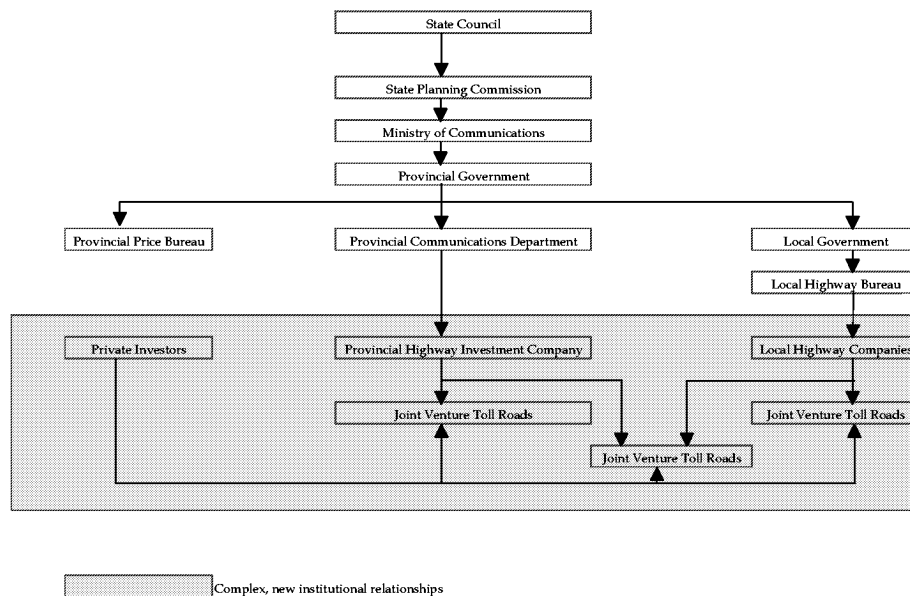 State Council
State Planning Commission
Ministry of Communications
Provincial Government
Provincial Price Bureau
Provincial Communications Department
Local Government
Local Highway Bureau
Private Investors
Provincial Highway Investment Company
Local Highway Companies
Joint Venture Toll Roads
Joint Venture Toll Roads
Joint Venture Toll Roads
Complex, new institutional relationships